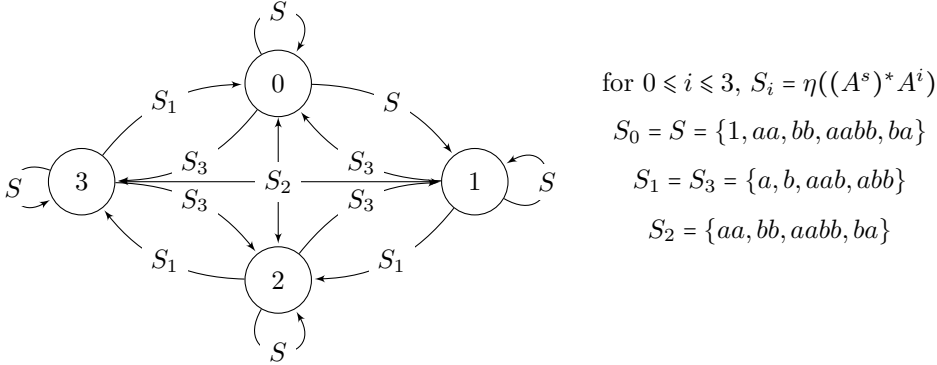 S
0
S₁
S
S₃
S₃
S
3
S₂
1
S
S₃
S₃
S₁
S₁
2
S
for 0 ⩽ i ⩽ 3, Sᵢ = η((Aˢ)*Aⁱ)
S₀ = S = {1, aa, bb, aabb, ba}
S₁ = S₃ = {a, b, aab, abb}
S₂ = {aa, bb, aabb, ba}